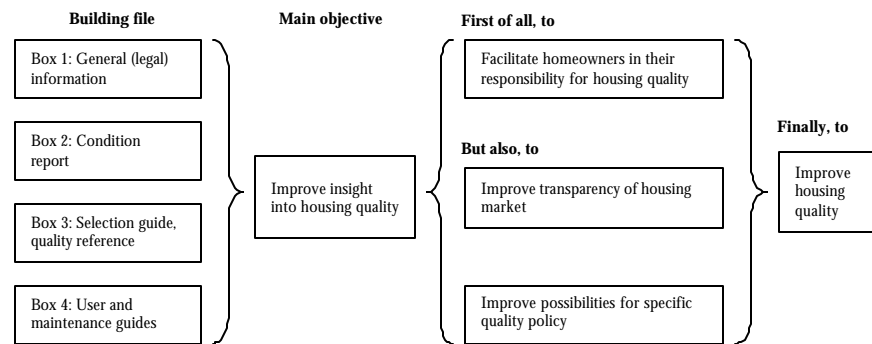 Building file
Box 1: General (legal)
information
Box 2: Condition
report
Box 3: Selection guide,
quality reference
Box 4: User and
maintenance guides
Main objective
Improve insight
into housing quality
First of all, to
Facilitate homeowners in their
responsibility for housing quality
But also, to
Improve transparency of housing
market
Improve possibilities for specific
quality policy
Finally, to
Improve
housing
quality